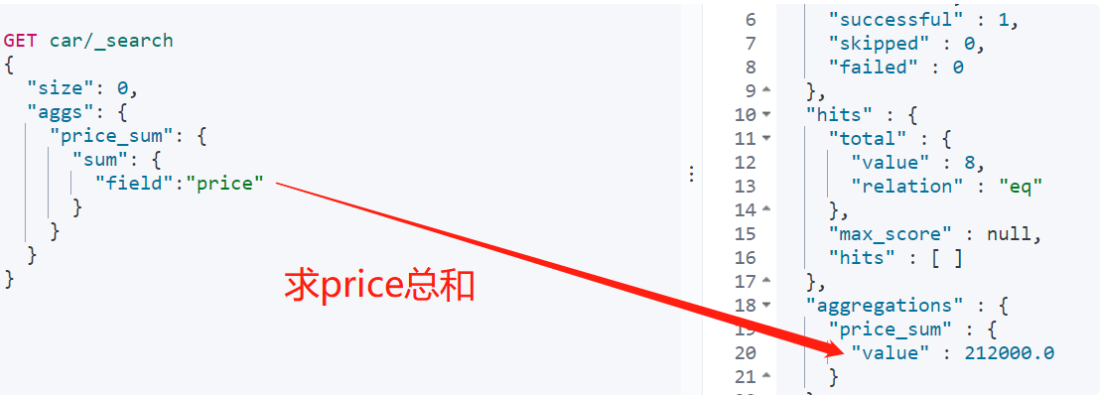 GET car/_search
{
  "size": 0,
  "aggs": {
    "price_sum": {
      "sum": {
        "field":"price"
      }
    }
  }
}
求price总和
6 "successful" : 1,
7 "skipped" : 0,
8 "failed" : 0
9 },
10 "hits" : {
11 "total" : {
12 "value" : 8,
13 "relation" : "eq"
14 },
15 "max_score" : null,
16 "hits" : [ ]
17 },
18 "aggregations" : {
19 "price_sum" : {
20 "value" : 212000.0
21 }